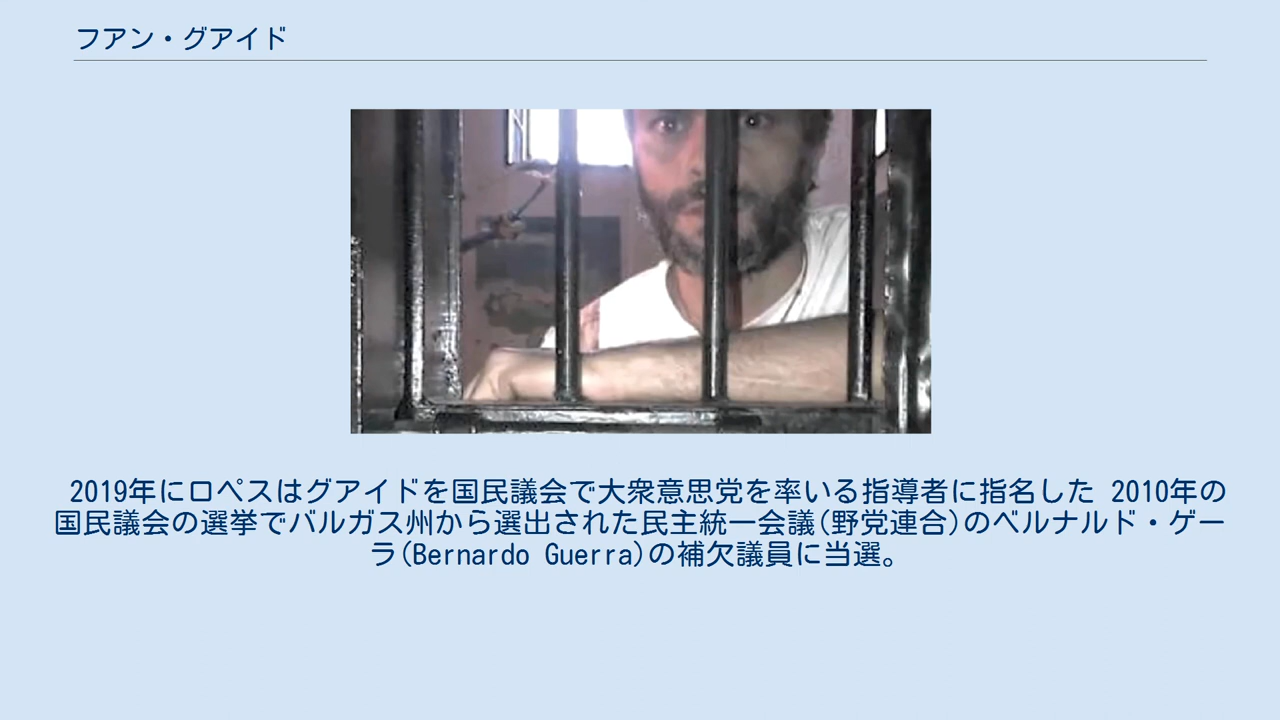 フアン・グアイド
2019年にロペスはグアイドを国民議会で大衆意思党を率いる指導者に指名した 2010年の
国民議会の選挙でバルガス州から選出された民主統一会議(野党連合)のベルナルド・ゲー
ラ(Bernardo Guerra)の補欠議員に当選。